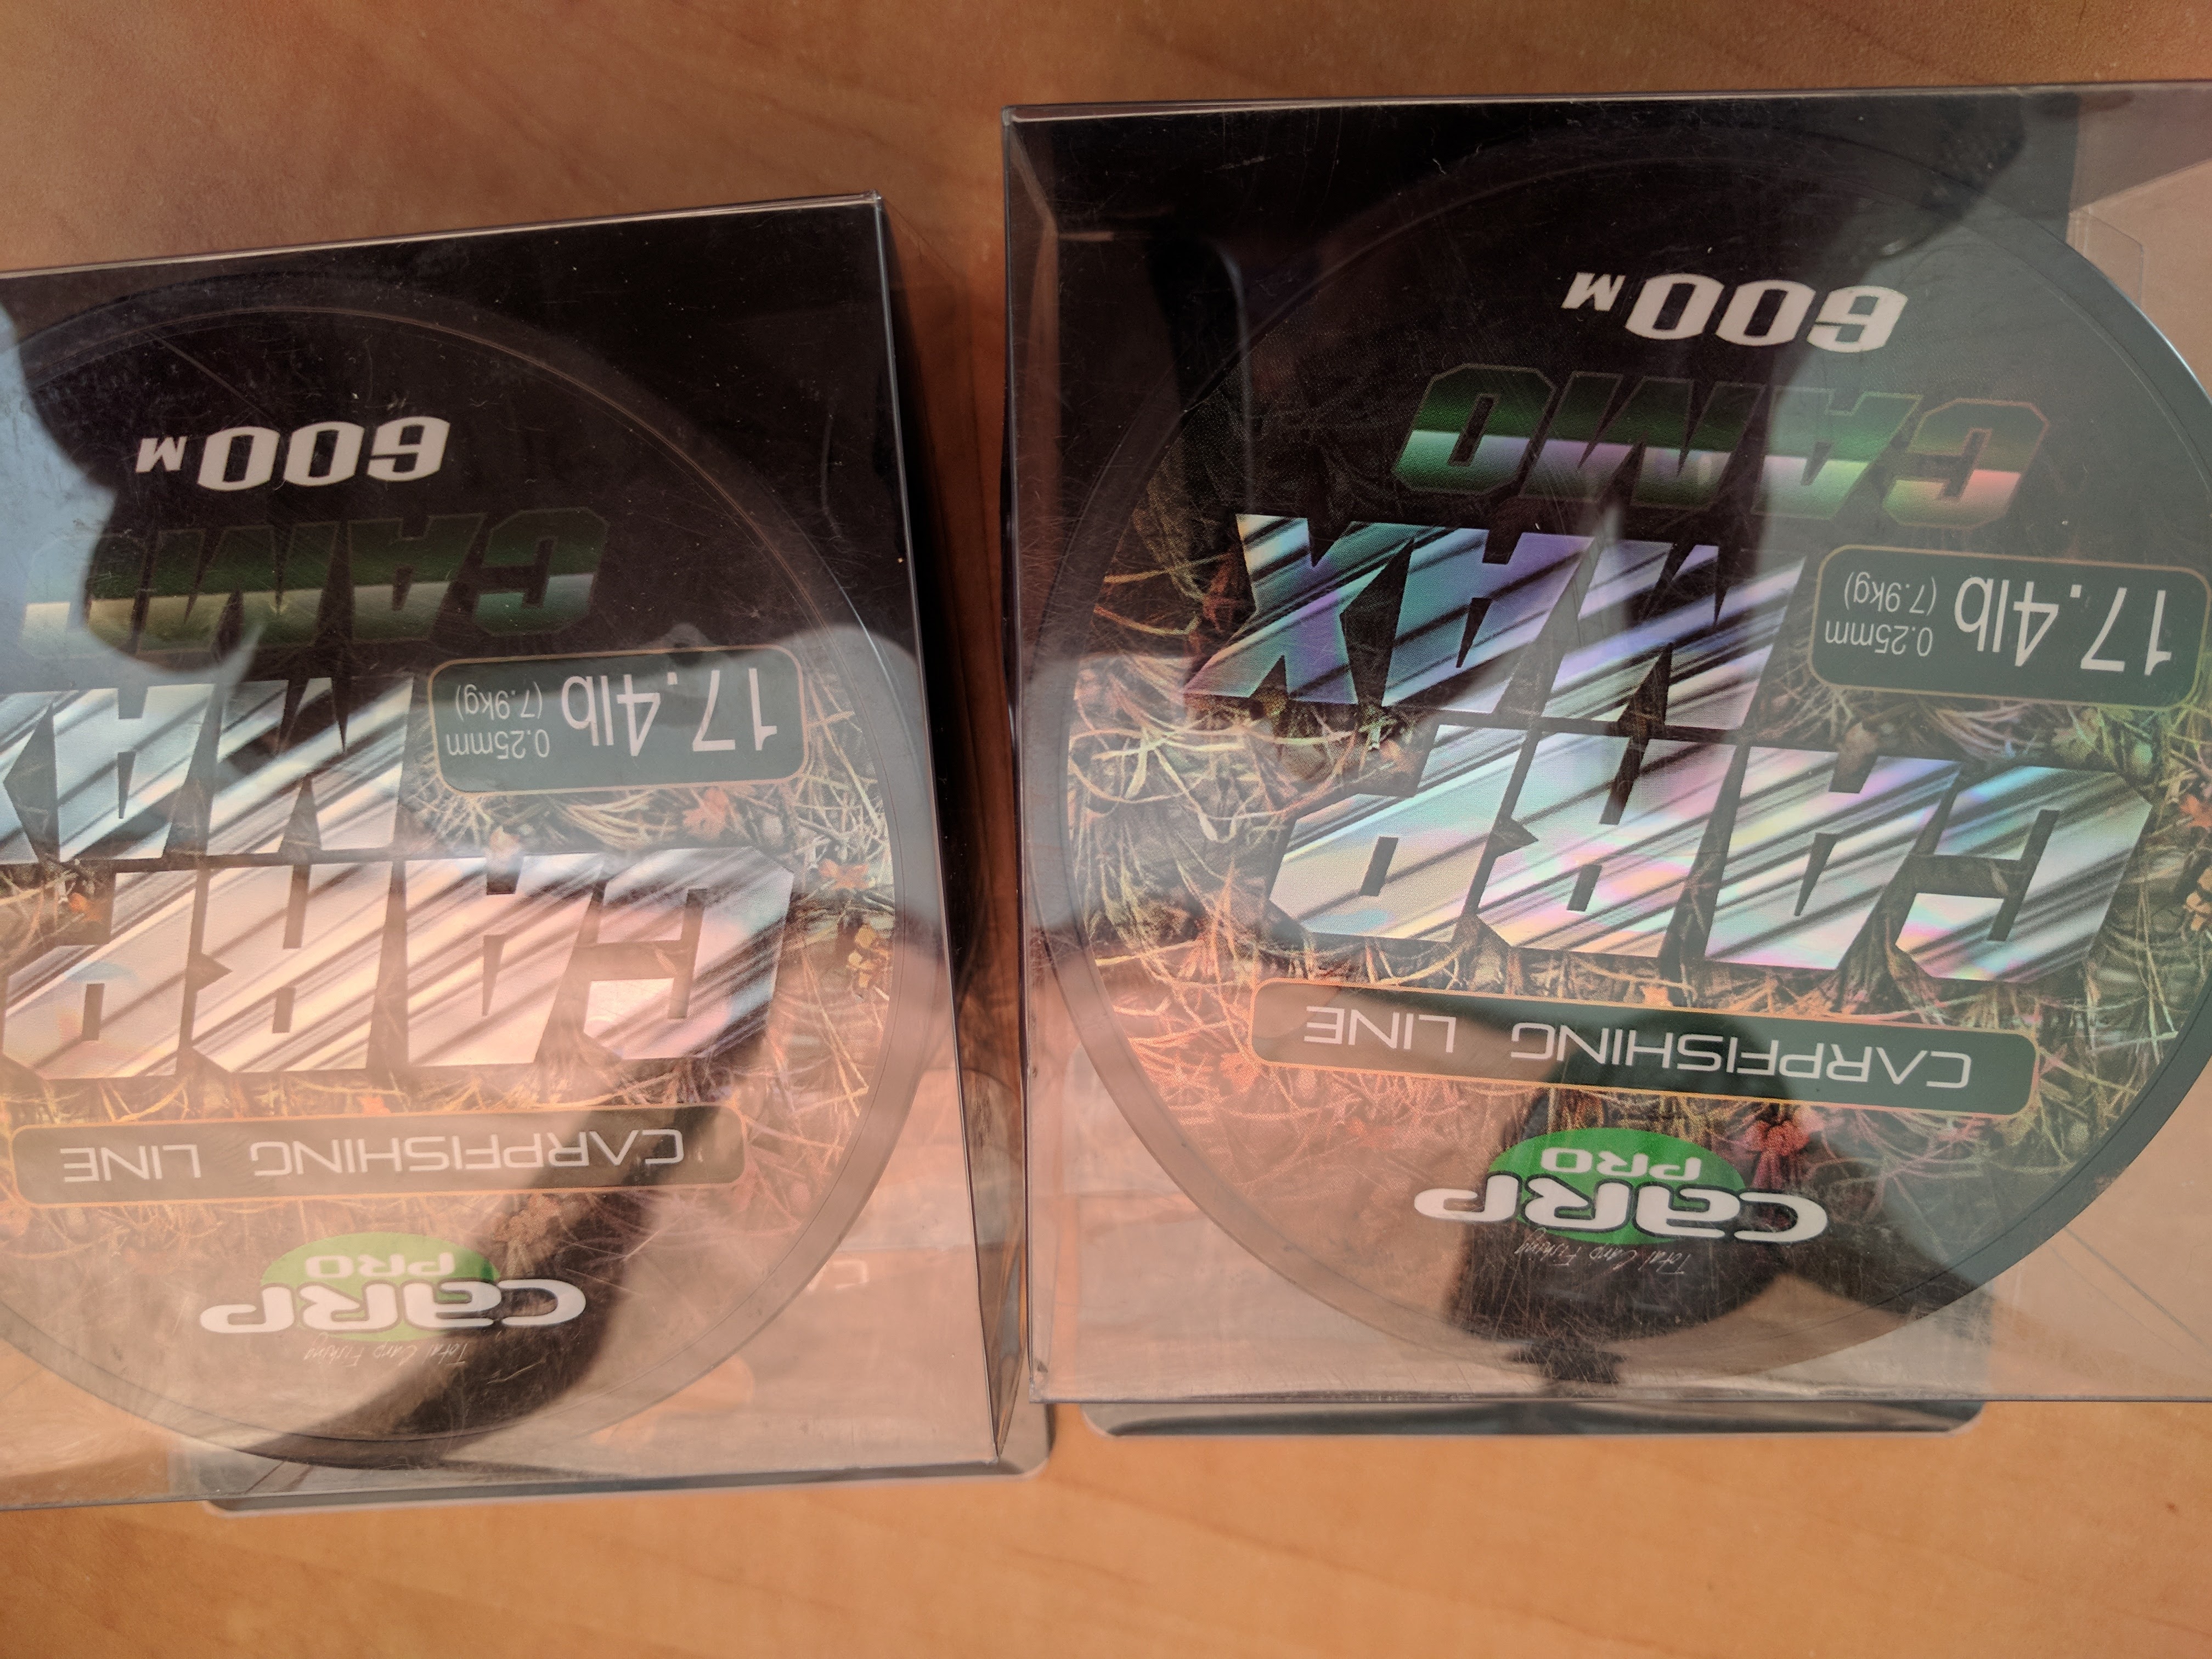 Total Carp Fishing
CARP
PRO
CARPFISHING LINE
CARP
MAX
17.4lb
0.25mm
(7.9kg)
CAMO
600M
Total Carp Fishing
CARP
PRO
CARPFISHING LINE
CARP
MAX
17.4lb
0.25mm
(7.9kg)
CAMO
600M